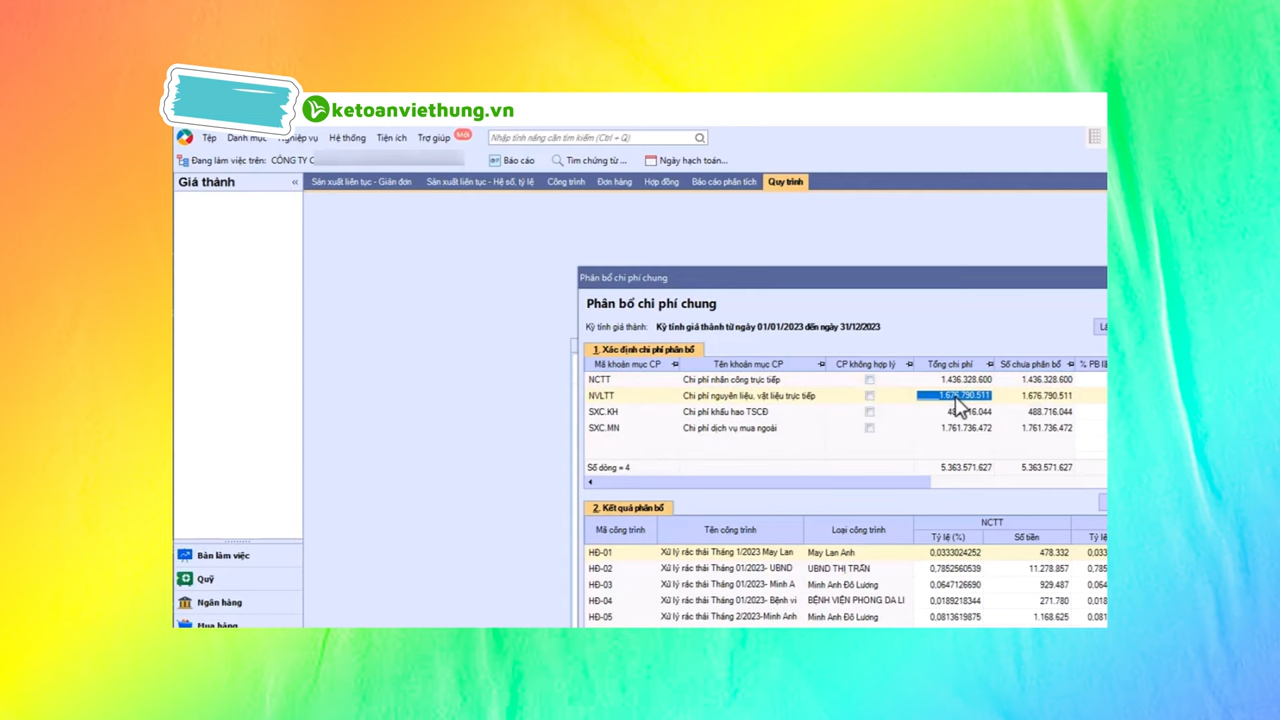 ketoanviethung.vn
Tệp Danh mục Nghiệp vụ Hệ thống Tiện ích Trợ giúp Mới Nhập tính năng cần tìm kiếm (Ctrl + Q)
Đang làm việc trên: CÔNG TY C Báo cáo Tìm chứng từ ... Ngày hạch toán...
Giá thành « Sản xuất liên tục - Giản đơn Sản xuất liên tục - Hệ số, tỷ lệ Công trình Đơn hàng Hợp đồng Báo cáo phân tích Quy trình
Phân bổ chi phí chung
Phân bổ chi phí chung
Kỳ tính giá thành: Kỳ tính giá thành từ ngày 01/01/2023 đến ngày 31/12/2023
1. Xác định chi phí phân bổ
Mã khoản mục CP Tên khoản mục CP CP không hợp lý Tổng chi phí Số chưa phân bổ % PB
NCTT Chi phí nhân công trực tiếp 1.436.328.600 1.436.328.600
NVLTT Chi phí nguyên liệu, vật liệu trực tiếp 1.676.790.511 1.676.790.511
SXC.KH Chi phí khấu hao TSCĐ 488.716.044
SXC.MN Chi phí dịch vụ mua ngoài 1.761.736.472 1.761.736.472
Số dòng = 4 5.363.571.627 5.363.571.627
2. Kết quả phân bổ
Mã công trình Tên công trình Loại công trình NCTT
Tỷ lệ (%) Số tiền Tỷ lệ
HĐ-01 Xử lý rác thải Tháng 1/2023 May Lan May Lan Anh 0,0333024252 478.332 0,033
HĐ-02 Xử lý rác thải Tháng 01/2023- UBND UBND THỊ TRẤN 0,7852560539 11.278.857 0,785
HĐ-03 Xử lý rác thải Tháng 01/2023- Minh A Minh Anh Đô Lương 0,0647126690 929.487 0,064
HĐ-04 Xử lý rác thải Tháng 01/2023- Bệnh vi BỆNH VIỆN PHONG DA LI 0,0189218344 271.780 0,018
HĐ-05 Xử lý rác thải Tháng 2/2023-Minh Anh Minh Anh Đô Lương 0,0813619875 1.168.625 0,081
Bàn làm việc
Quỹ
Ngân hàng
Mua hàng